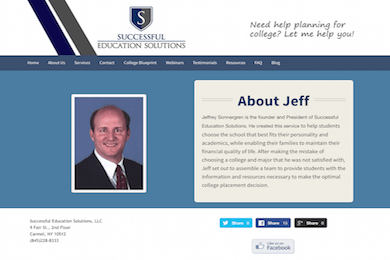 S
SUCCESSFUL
EDUCATION SOLUTIONS
Need help planning for
college? Let me help you!
Home About Us Services Contact College Blueprint Webinars Testimonials Resources FAQ Blog
About Jeff
Jeffrey Sonnergren is the founder and President of Successful
Education Solutions. He created this service to help students
choose the school that best fits their personality and
academics, while enabling their families to maintain their
financial quality of life. After making the mistake of
choosing a college and major that he was not satisfied with,
Jeff set out to assemble a team to provide students with the
information and resources necessary to make the optimal
college placement decision.
Successful Education Solutions, LLC
9 Fair St., 2nd Floor
Carmel, NY 10512
(845)228-8333
Share 0
Share 15
Share 0
Like us on
Facebook